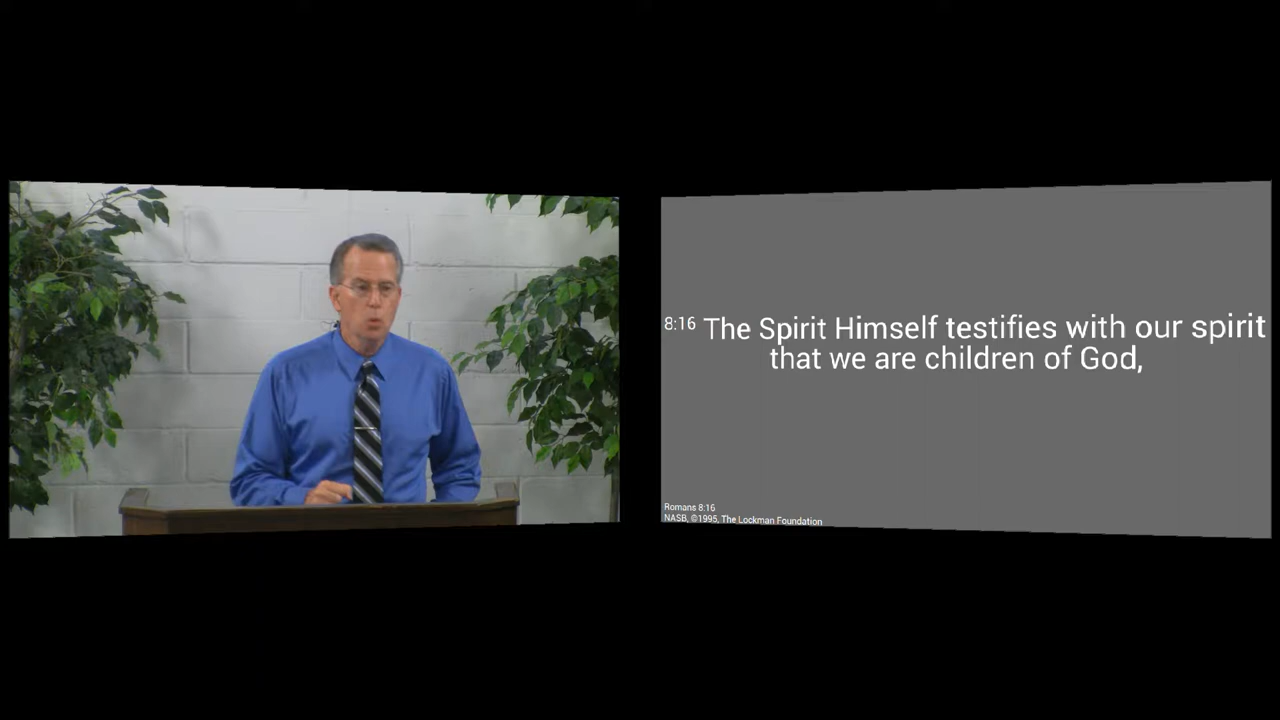 8:16 The Spirit Himself testifies with our spirit
that we are children of God,
Romans 8:16
NASB, ©1995, The Lockman Foundation